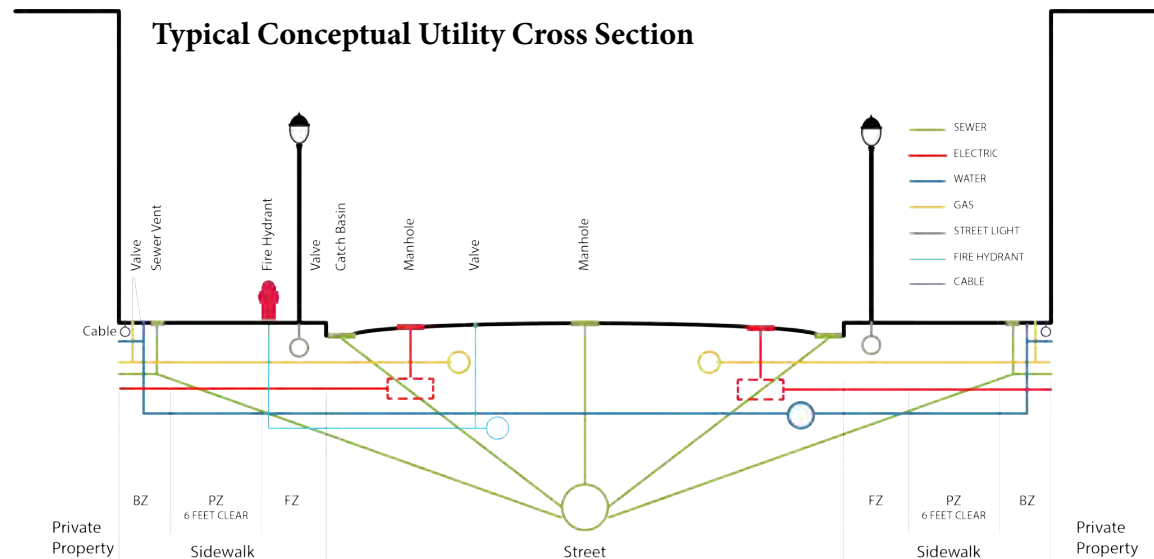 Typical Conceptual Utility Cross Section
SEWER
ELECTRIC
WATER
GAS
STREET LIGHT
FIRE HYDRANT
CABLE
Valve
Sewer Vent
Fire Hydrant
Valve
Catch Basin
Manhole
Valve
Manhole
Cable
BZ
PZ
6 FEET CLEAR
FZ
FZ
PZ
6 FEET CLEAR
BZ
Private
Property
Sidewalk
Street
Sidewalk
Private
Property